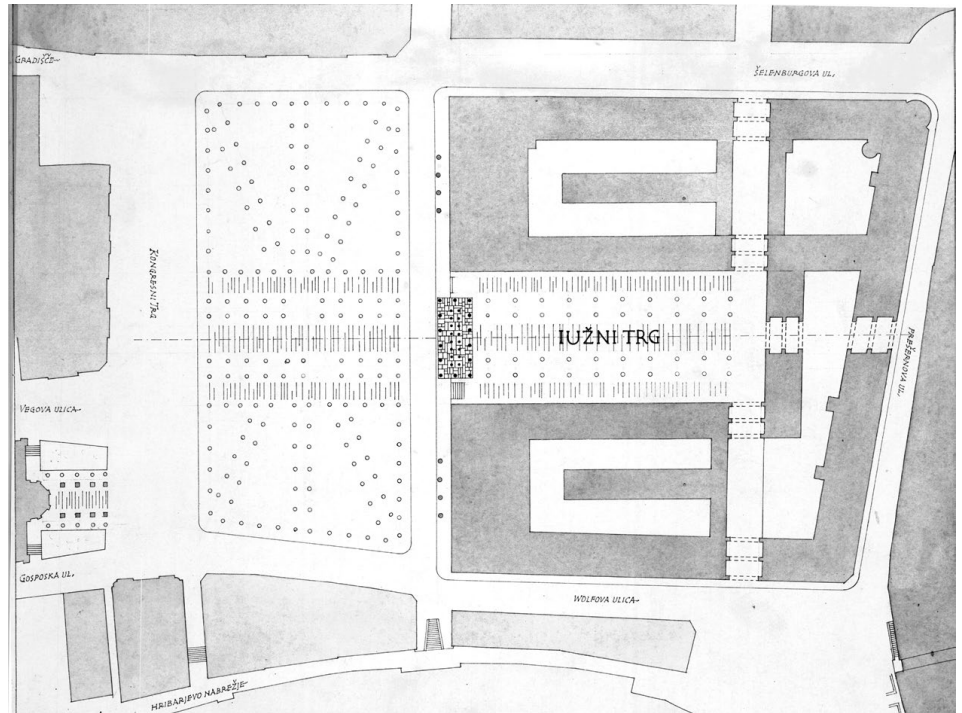 GRADIŠČE
ŠELENBURGOVA UL.
KONGRESNI TRG
IUŽNI TRG
PREŠERNOVA UL.
VEGOVA ULICA
GOSPOSKA UL.
WOLFOVA ULICA
HRIBARJEVO NABREŽJE